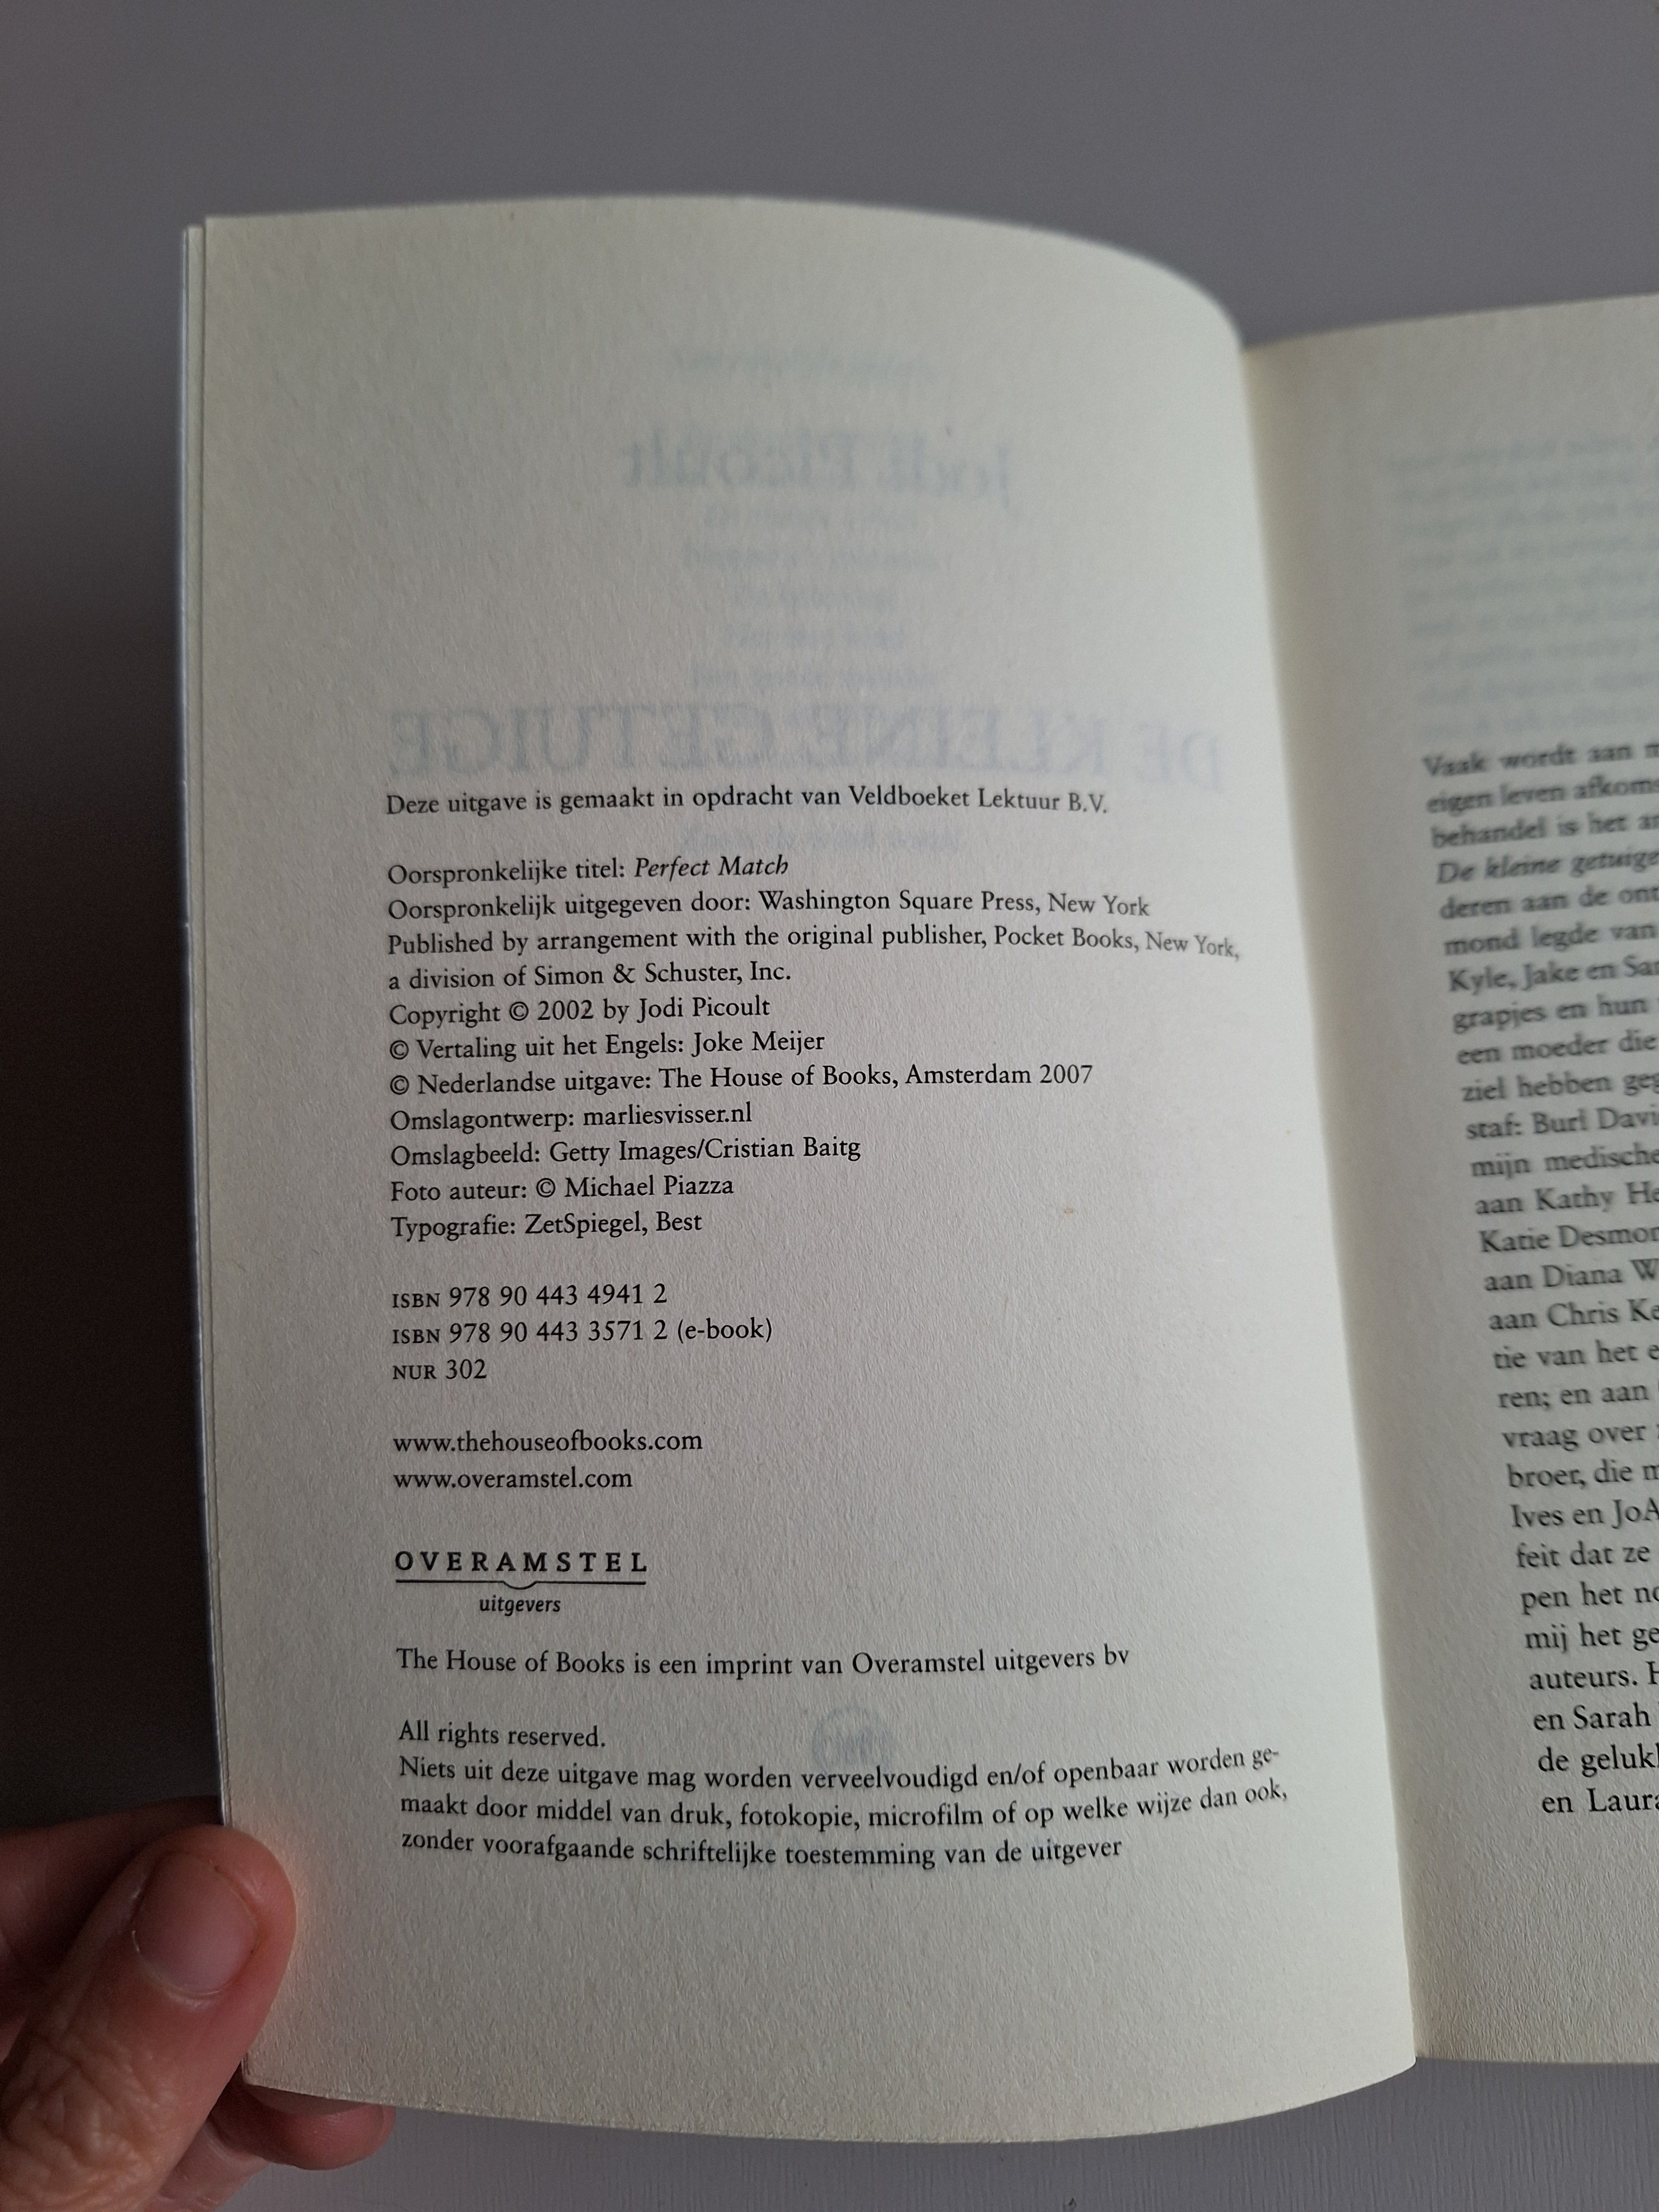 Deze uitgave is gemaakt in opdracht van Veldboeket Lektuur B.V.
Oorspronkelijke titel: Perfect Match
Oorspronkelijk uitgegeven door: Washington Square Press, New York
Published by arrangement with the original publisher, Pocket Books, New York,
a division of Simon & Schuster, Inc.
Copyright © 2002 by Jodi Picoult
© Vertaling uit het Engels: Joke Meijer
© Nederlandse uitgave: The House of Books, Amsterdam 2007
Omslagontwerp: marliesvisser.nl
Omslagbeeld: Getty Images/Cristian Baitg
Foto auteur: © Michael Piazza
Typografie: ZetSpiegel, Best
ISBN 978 90 443 4941 2
ISBN 978 90 443 3571 2 (e-book)
NUR 302
www.thehouseofbooks.com
www.overamstel.com
OVERAMSTEL
uitgevers
The House of Books is een imprint van Overamstel uitgevers bv
All rights reserved.
Niets uit deze uitgave mag worden verveelvoudigd en/of openbaar worden ge-
maakt door middel van druk, fotokopie, microfilm of op welke wijze dan ook,
zonder voorafgaande schriftelijke toestemming van de uitgever
Vaak wordt aan
eigen leven
behandel is het
De kleine getuige
deren aan de
mond legde van
Kyle, Jake en
grapjes en hun
een moeder die
ziel hebben
staf: Burl
mijn medische
aan Kathy
Katie
aan Diana
aan Chris
tie van het
ren; en aan
vraag over
broer, die
Ives en
feit dat ze
pen het
mij het
auteurs.
en Sarah
de
en